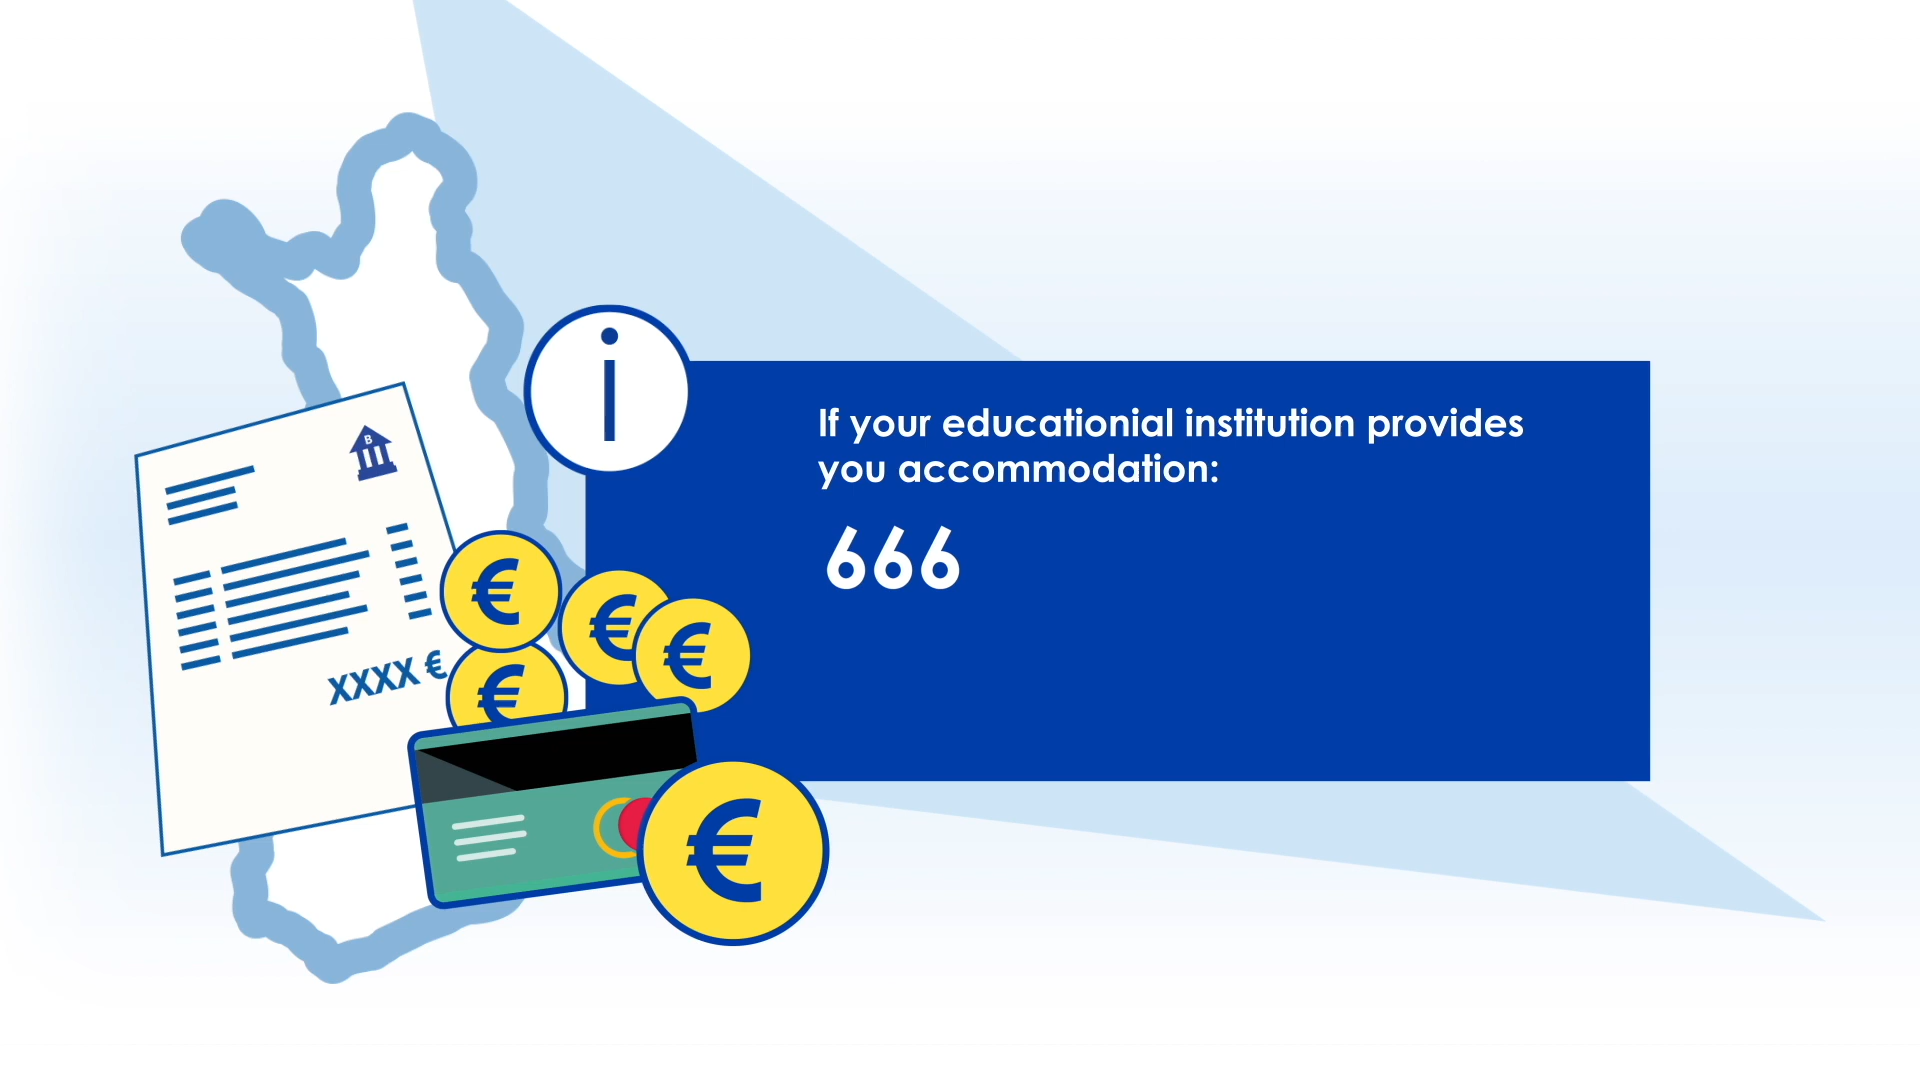 i
If your educationial institution provides
you accommodation:
666
B
XXXX €
€
€
€
€
€